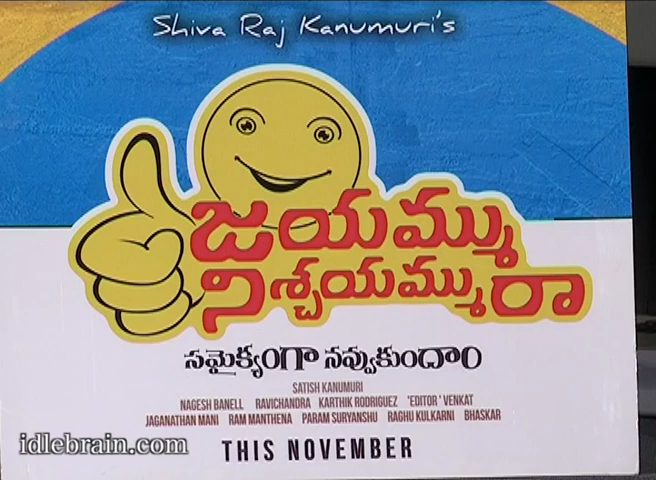 Shiva Raj Kanumuri's
జయమ్ము
నిశ్చయమ్ము రా
సమైక్యంగా నవ్వుకుందాం
SATISH KANUMURI
NAGESH BANELL RAVICHANDRA KARTHIK RODRIGUEZ 'EDITOR' VENKAT
JAGANATHAN MANI RAM MANTHENA PARAM SURYANSHU RAGHU KULKARNI BHASKAR
THIS NOVEMBER
idlebrain.com